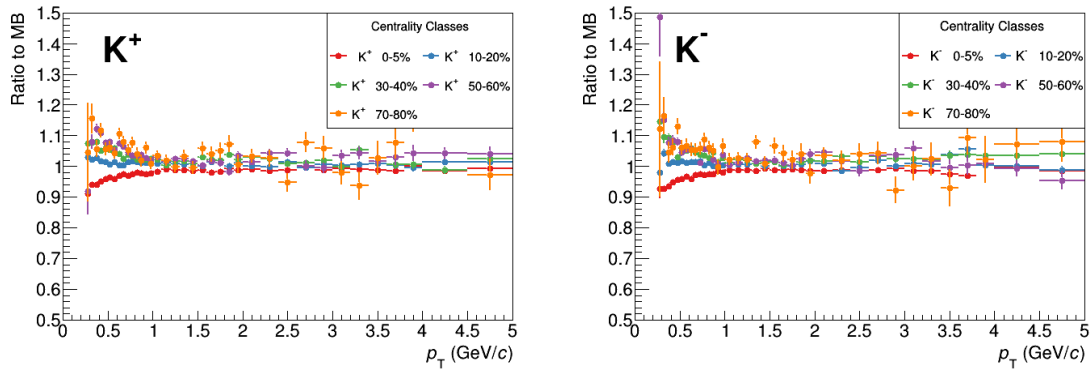 K+
Ratio to MB
1.5
1.4
1.3
1.2
1.1
1
0.9
0.8
0.7
0.6
0.5
Centrality Classes
K+ 0-5% K+ 10-20%
K+ 30-40% K+ 50-60%
K+ 70-80%
0 0.5 1 1.5 2 2.5 3 3.5 4 4.5 5
pT (GeV/c)
K-
Ratio to MB
1.5
1.4
1.3
1.2
1.1
1
0.9
0.8
0.7
0.6
0.5
Centrality Classes
K- 0-5% K- 10-20%
K- 30-40% K- 50-60%
K- 70-80%
0 0.5 1 1.5 2 2.5 3 3.5 4 4.5 5
pT (GeV/c)